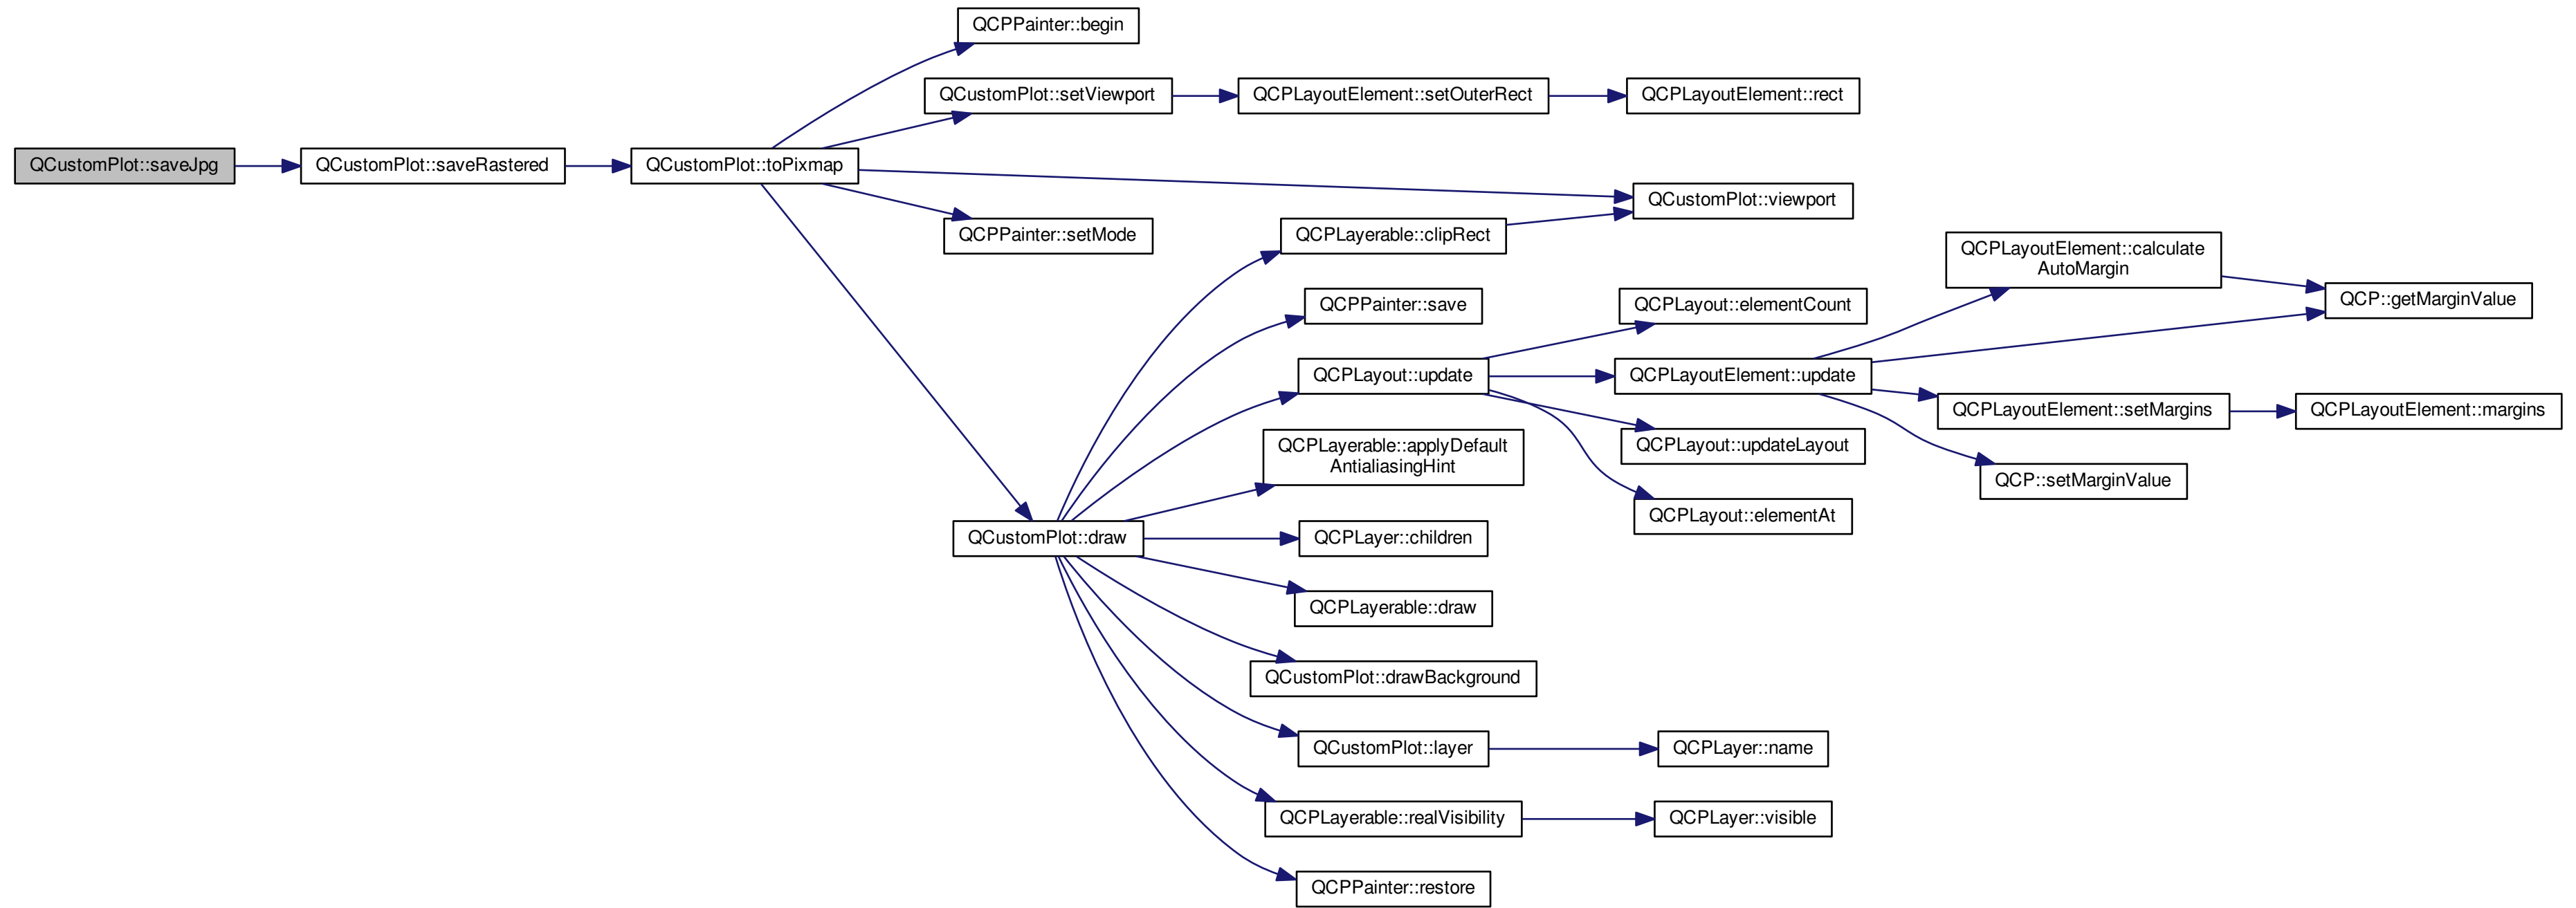 QCPPainter::begin
QCustomPlot::setViewport
QCPLayoutElement::setOuterRect
QCPLayoutElement::rect
QCustomPlot::saveJpg
QCustomPlot::saveRastered
QCustomPlot::toPixmap
QCustomPlot::viewport
QCPPainter::setMode
QCPLayerable::clipRect
QCPLayoutElement::calculate
AutoMargin
QCPPainter::save
QCPLayout::elementCount
QCP::getMarginValue
QCPLayout::update
QCPLayoutElement::update
QCPLayoutElement::setMargins
QCPLayoutElement::margins
QCPLayerable::applyDefault
AntialiasingHint
QCPLayout::updateLayout
QCP::setMarginValue
QCPLayout::elementAt
QCustomPlot::draw
QCPLayer::children
QCPLayerable::draw
QCustomPlot::drawBackground
QCustomPlot::layer
QCPLayer::name
QCPLayerable::realVisibility
QCPLayer::visible
QCPPainter::restore